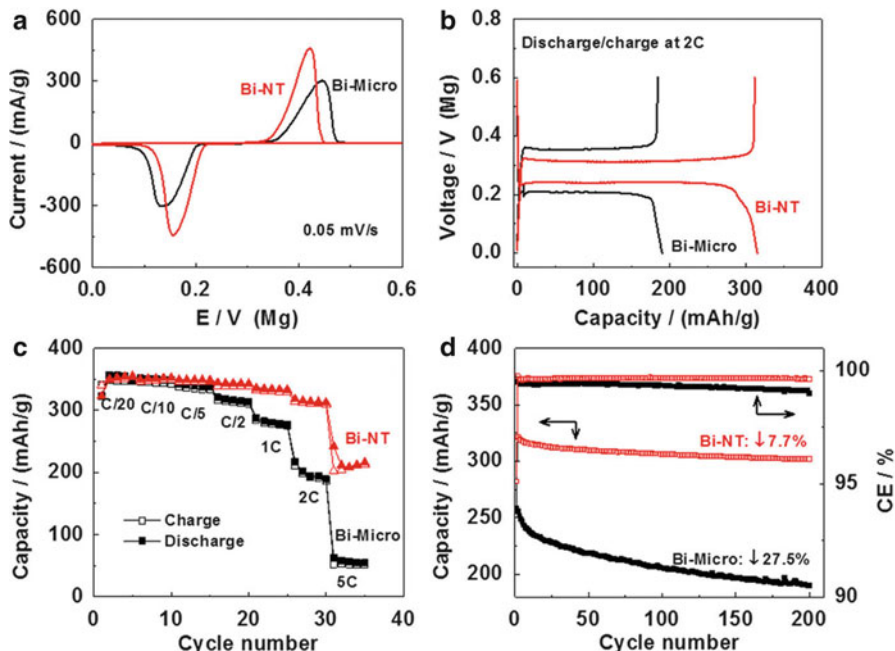 a
600
300
0
-300
-600
Current / (mA/g)
Bi-NT
Bi-Micro
0.05 mV/s
0.0 0.2 0.4 0.6
E / V (Mg)
b
0.8
0.6
0.4
0.2
0.0
Voltage / V (Mg)
Discharge/charge at 2C
Bi-NT
Bi-Micro
0 100 200 300 400
Capacity / (mAh/g)
c
400
300
200
100
0
Capacity / (mAh/g)
C/20
C/10
C/5
C/2
1C
2C
5C
Bi-NT
Bi-Micro
Charge
Discharge
0 10 20 30 40
Cycle number
d
400
350
300
250
200
Capacity / (mAh/g)
100
95
90
CE / %
Bi-NT: ↓7.7%
Bi-Micro: ↓27.5%
0 50 100 150 200
Cycle number